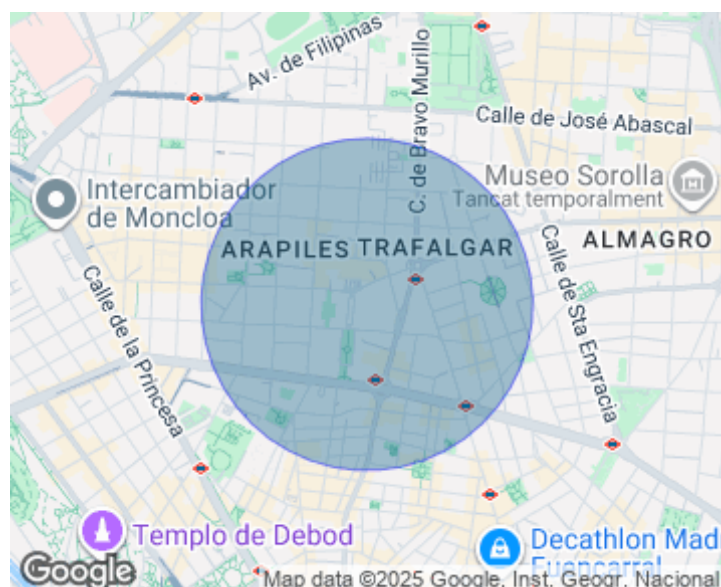 Av. de Filipinas
C. de Bravo Murillo
Calle de José Abascal
Intercambiador
de Moncloa
Museo Sorolla
Tancat temporalment
ARAPILES
TRAFALGAR
ALMAGRO
Calle de Sta Engracia
Calle de la Princesa
Templo de Debod
Decathlon Mad
Fuencarral
Google
Map data ©2025 Google, Inst. Geogr. Nacional